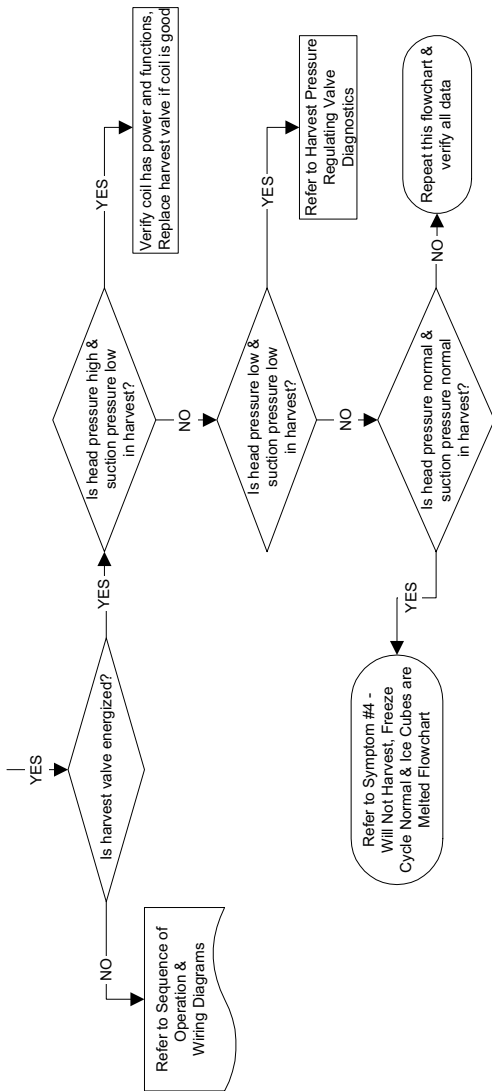 YES
Is harvest valve energized?
NO
Refer to Sequence of
Operation &
Wiring Diagrams
YES
Is head pressure high &
suction pressure low
in harvest?
YES
Verify coil has power and functions,
Replace harvest valve if coil is good
NO
Is head pressure low &
suction pressure low
in harvest?
YES
Refer to Harvest Pressure
Regulating Valve
Diagnostics
NO
Is head pressure normal &
suction pressure normal
in harvest?
NO
Repeat this flowchart &
verify all data
YES
Refer to Symptom #4 -
Will Not Harvest, Freeze
Cycle Normal & Ice Cubes are
Melted Flowchart